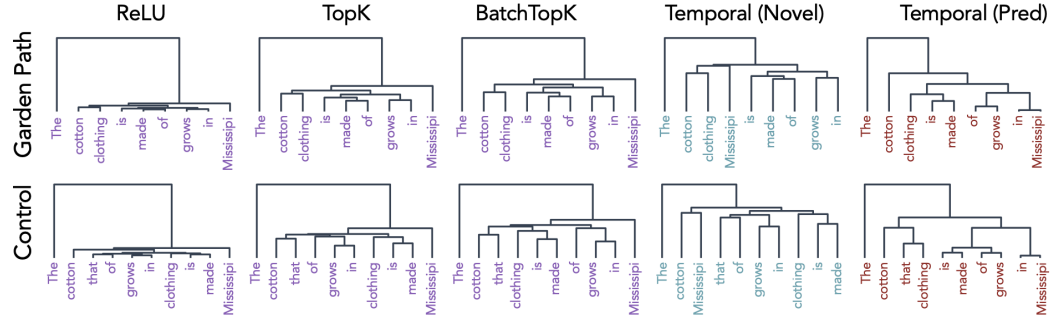 ReLU TopK BatchTopK Temporal (Novel) Temporal (Pred)
Garden Path
The cotton clothing is made of grows in Mississipi
The cotton clothing is made of grows in Mississipi
The cotton clothing is made of grows in Mississipi
The cotton clothing Mississipi is made of grows in
The cotton clothing is made of grows in Mississipi
Control
The cotton that of grows in clothing is made Mississipi
The cotton that of grows in clothing is made Mississipi
The cotton that clothing is made of grows in Mississipi
The cotton Mississipi that of grows in clothing is made
The cotton that clothing is made of grows in Mississipi